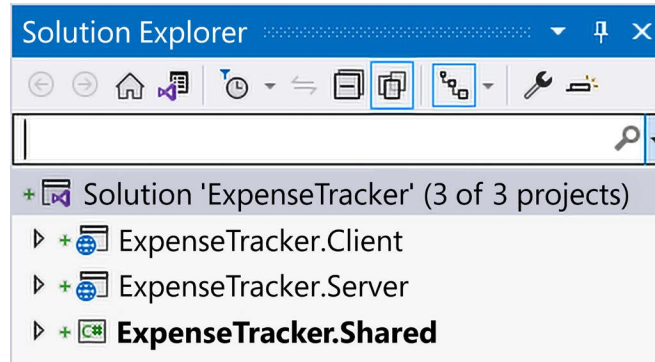 Solution Explorer
Solution 'ExpenseTracker' (3 of 3 projects)
ExpenseTracker.Client
ExpenseTracker.Server
C# ExpenseTracker.Shared